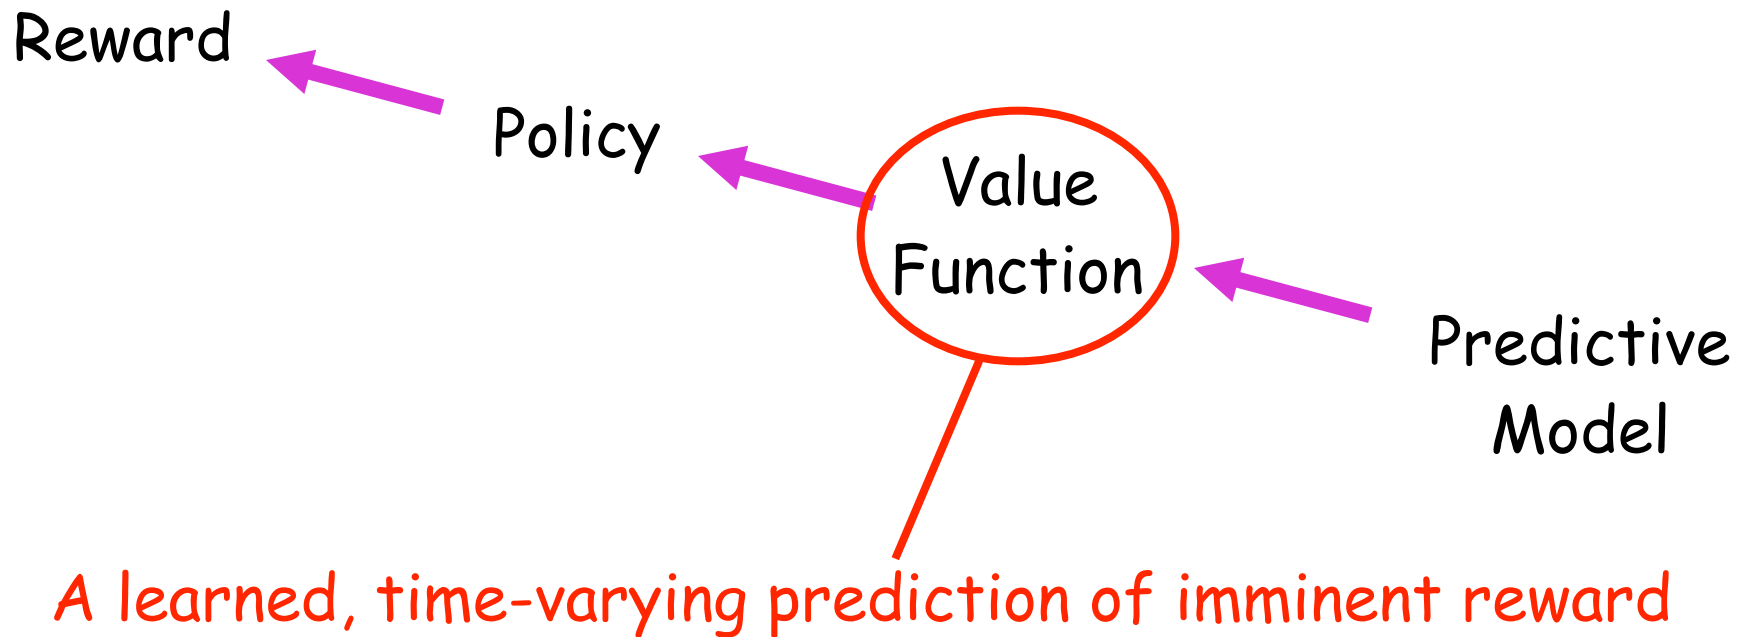 Reward
Policy
Value
Function
Predictive
Model
A learned, time-varying prediction of imminent reward